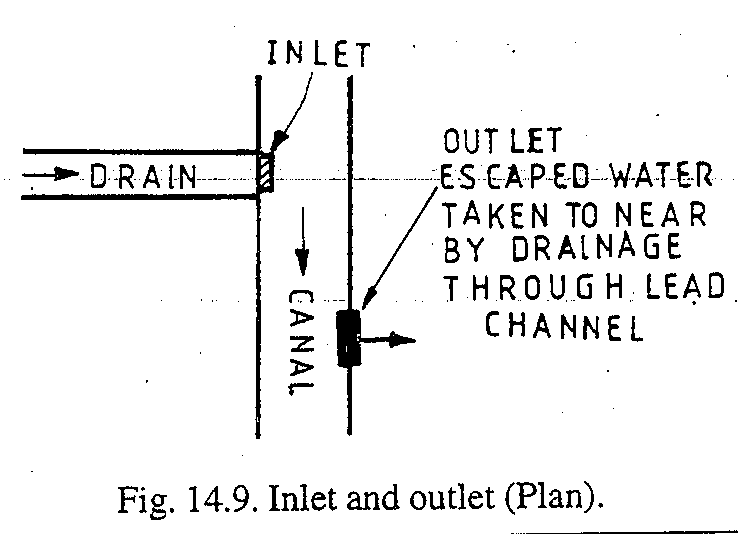 INLET
DRAIN
OUTLET
ESCAPED WATER
TAKEN TO NEAR
BY DRAINAGE
THROUGH LEAD
CHANNEL
CANAL
Fig. 14.9. Inlet and outlet (Plan).